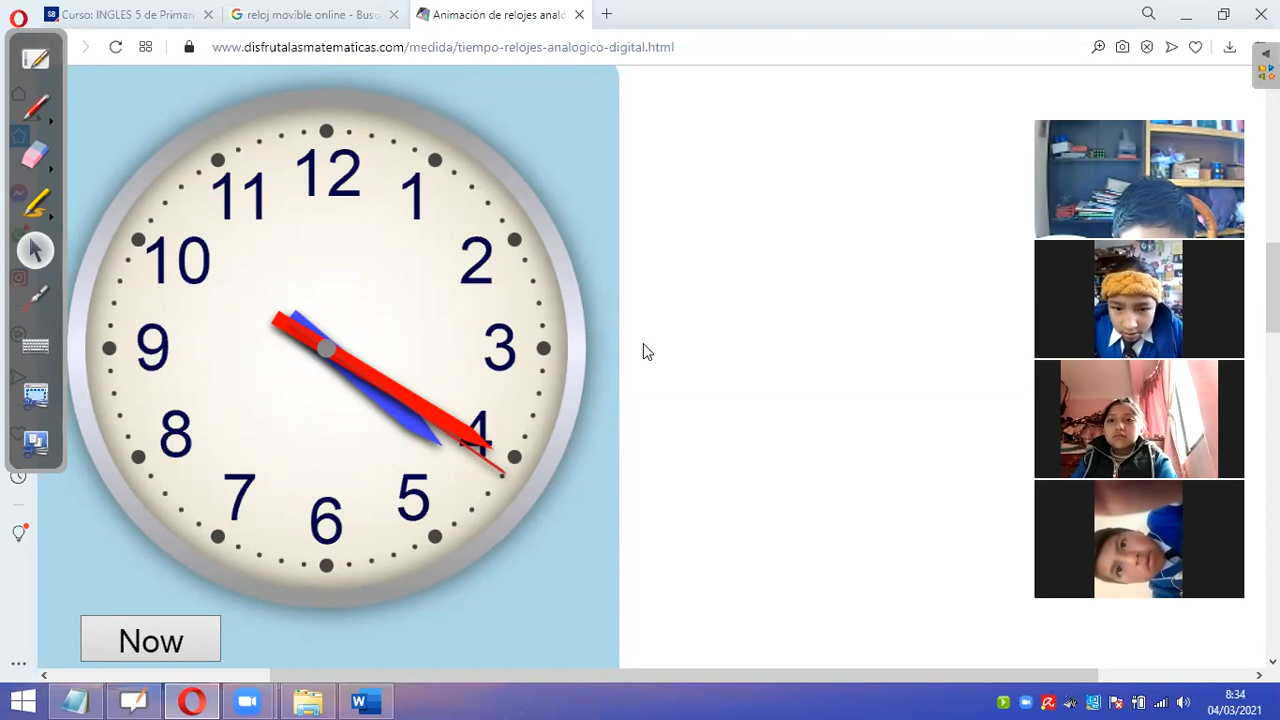 Curso: INGLES 5 de Primar
reloj movible online - Busc
Animación de relojes analó
www.disfrutalasmatematicas.com/medida/tiempo-relojes-analogico-digital.html
12
11
1
10
2
9
3
8
4
7
5
6
Now
8:34
04/03/2021